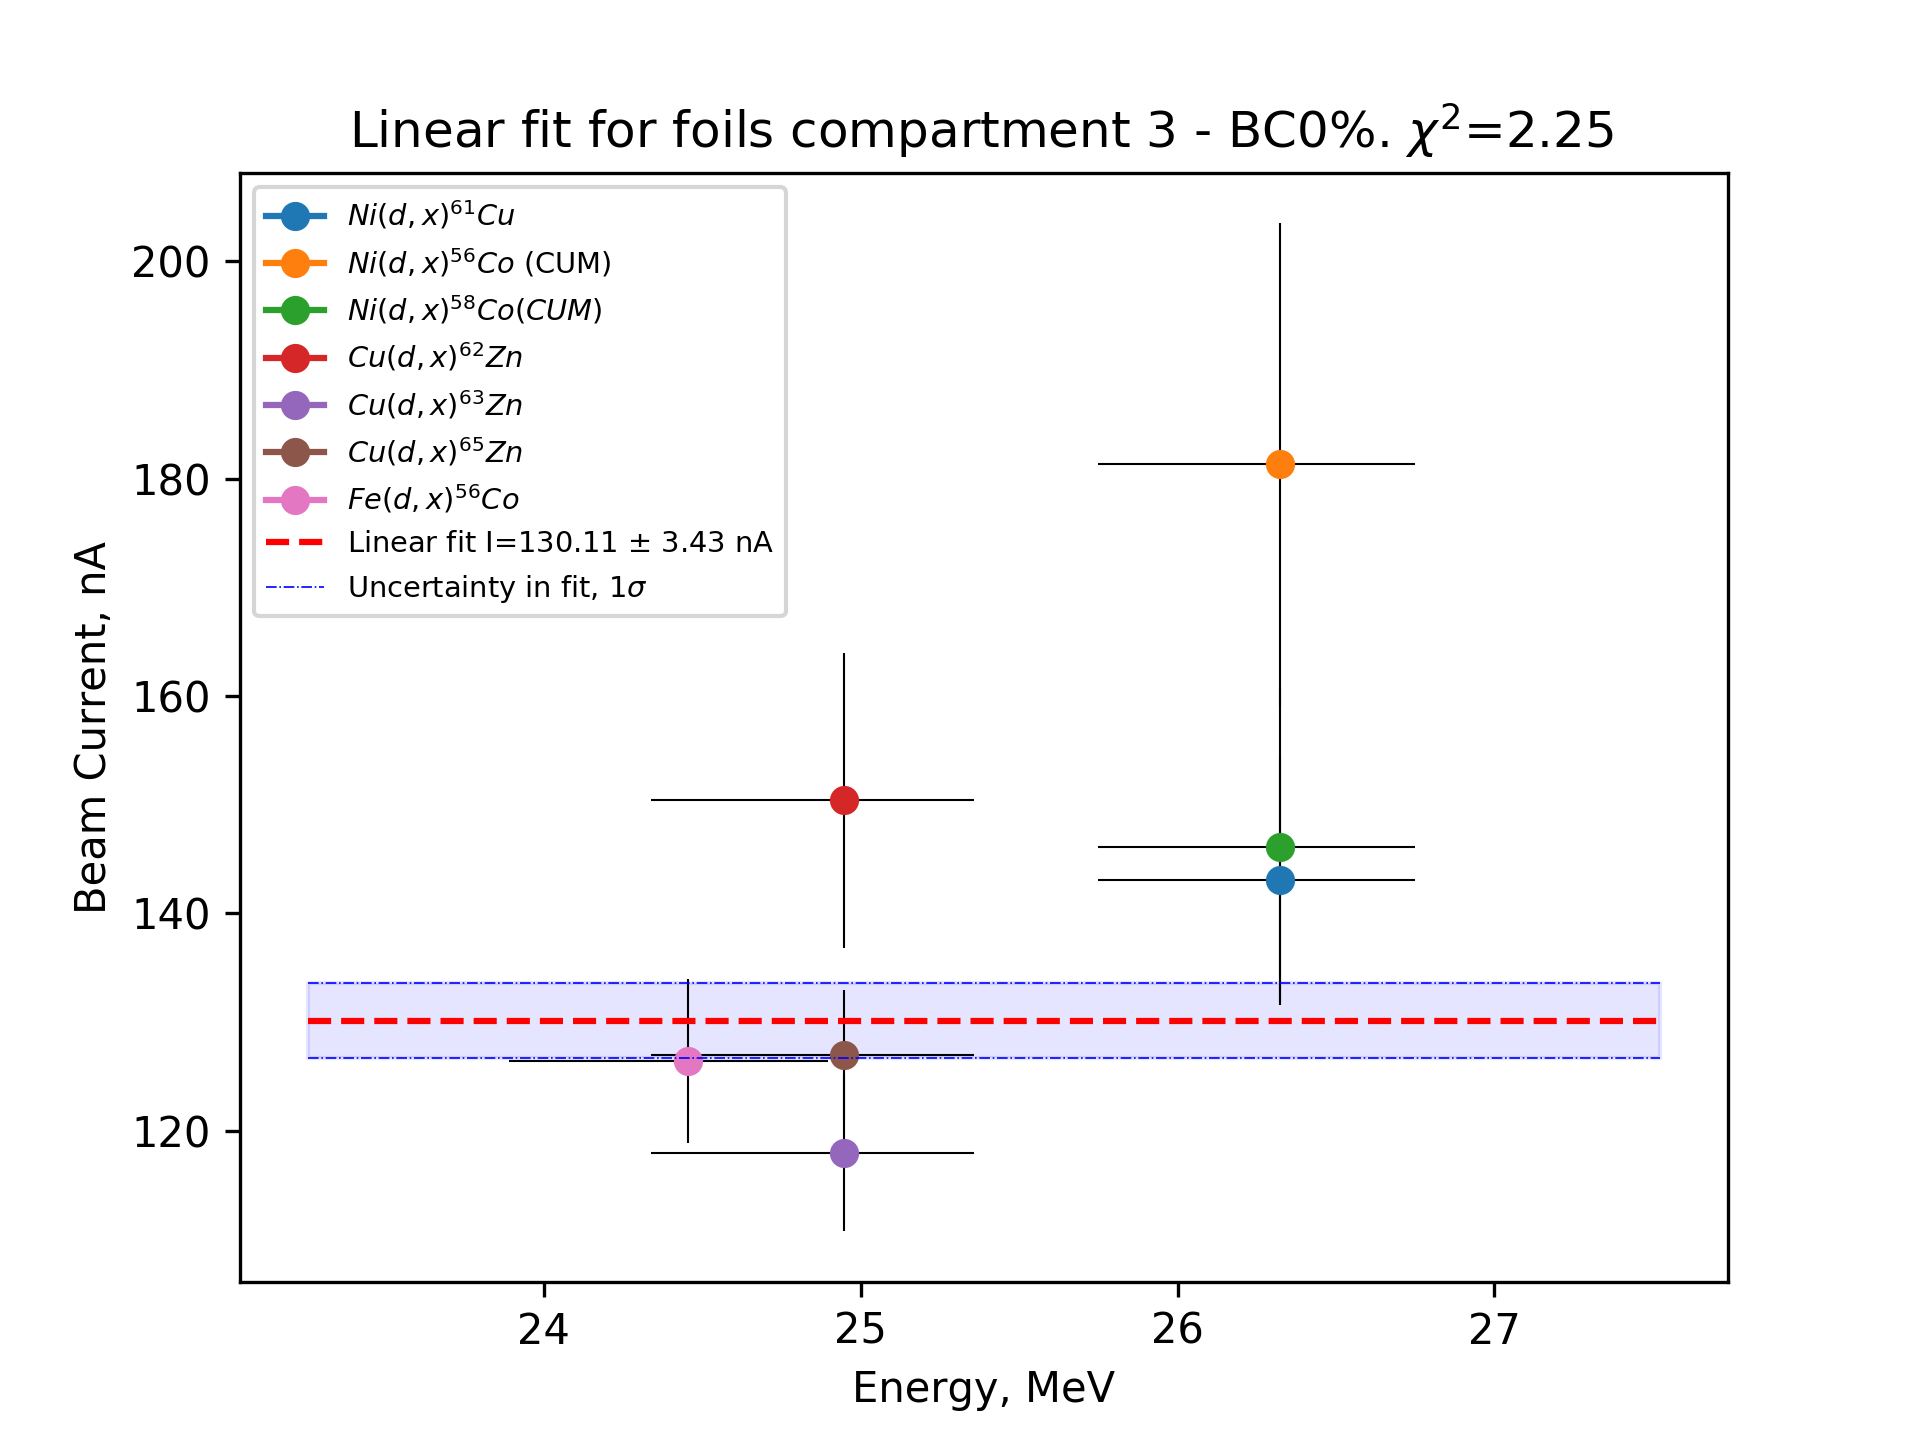 Linear fit for foils compartment 3 - BC0%. χ²=2.25
Ni(d, x)⁶¹Cu
Ni(d, x)⁵⁶Co (CUM)
Ni(d, x)⁵⁸Co(CUM)
Cu(d, x)⁶²Zn
Cu(d, x)⁶³Zn
Cu(d, x)⁶⁵Zn
Fe(d, x)⁵⁶Co
Linear fit I=130.11 ± 3.43 nA
Uncertainty in fit, 1σ
200
180
160
140
120
Beam Current, nA
24 25 26 27
Energy, MeV